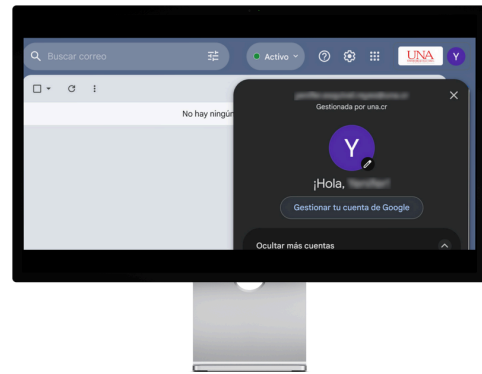 Buscar correo
Activo
UNA
Y
No hay ningún
Gestionada por una.cr
Y
¡Hola,
Gestionar tu cuenta de Google
Ocultar más cuentas